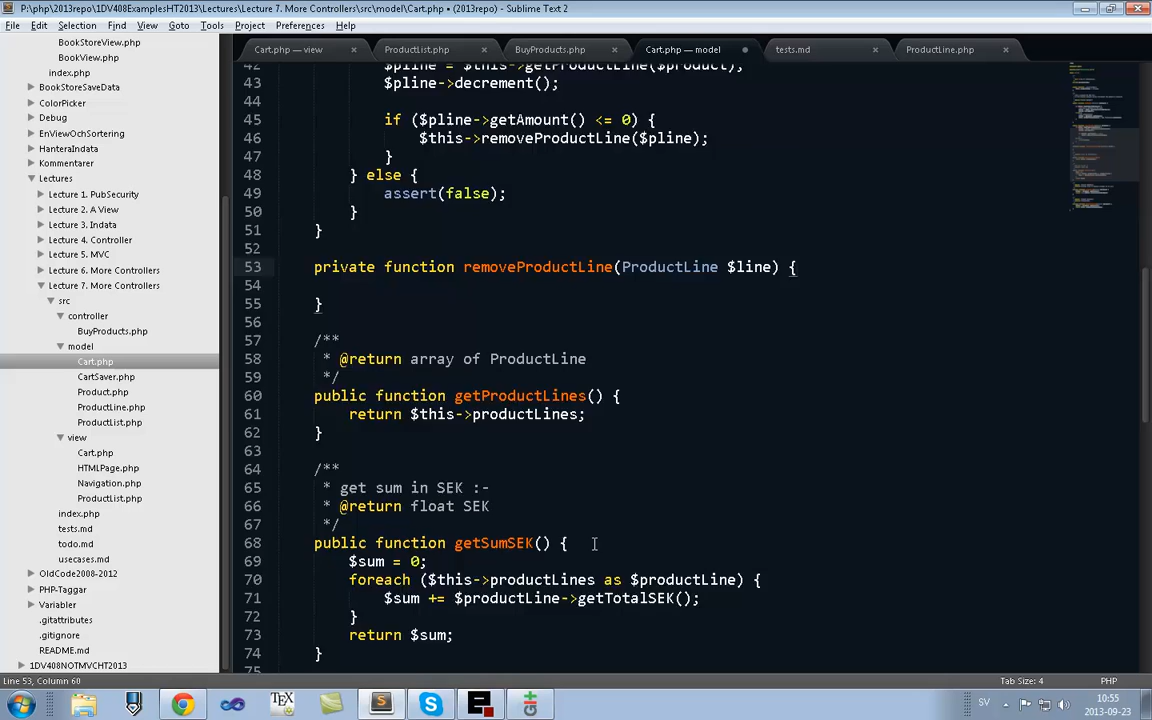 P:\php\2013repo\1DV408ExamplesHT2013\Lectures\Lecture 7. More Controllers\src\model\Cart.php • (2013repo) - Sublime Text 2
File Edit Selection Find View Goto Tools Project Preferences Help
BookStoreView.php
BookView.php
index.php
BookStoreSaveData
ColorPicker
Debug
EnViewOchSortering
HanteraIndata
Kommentarer
Lectures
Lecture 1. PubSecurity
Lecture 2. A View
Lecture 3. Indata
Lecture 4. Controller
Lecture 5. MVC
Lecture 6. More Controllers
Lecture 7. More Controllers
src
controller
BuyProducts.php
model
Cart.php
CartSaver.php
Product.php
ProductLine.php
ProductList.php
view
Cart.php
HTMLPage.php
Navigation.php
ProductList.php
index.php
tests.md
todo.md
usecases.md
OldCode2008-2012
PHP-Taggar
Variabler
.gitattributes
.gitignore
README.md
1DV408NOTMVCHT2013
Cart.php — view ProductList.php BuyProducts.php Cart.php — model tests.md ProductLine.php
42 $pline = $this->getProductLine($product);
43 $pline->decrement();
44
45 if ($pline->getAmount() <= 0) {
46 $this->removeProductLine($pline);
47 }
48 } else {
49 assert(false);
50 }
51 }
52
53 private function removeProductLine(ProductLine $line) {
54
55 }
56
57 /**
58 * @return array of ProductLine
59 */
60 public function getProductLines() {
61 return $this->productLines;
62 }
63
64 /**
65 * get sum in SEK :-
66 * @return float SEK
67 */
68 public function getSumSEK() {
69 $sum = 0;
70 foreach ($this->productLines as $productLine) {
71 $sum += $productLine->getTotalSEK();
72 }
73 return $sum;
74 }
75
Line 53, Column 60 Tab Size: 4 PHP
TEX SV 10:55
2013-09-23